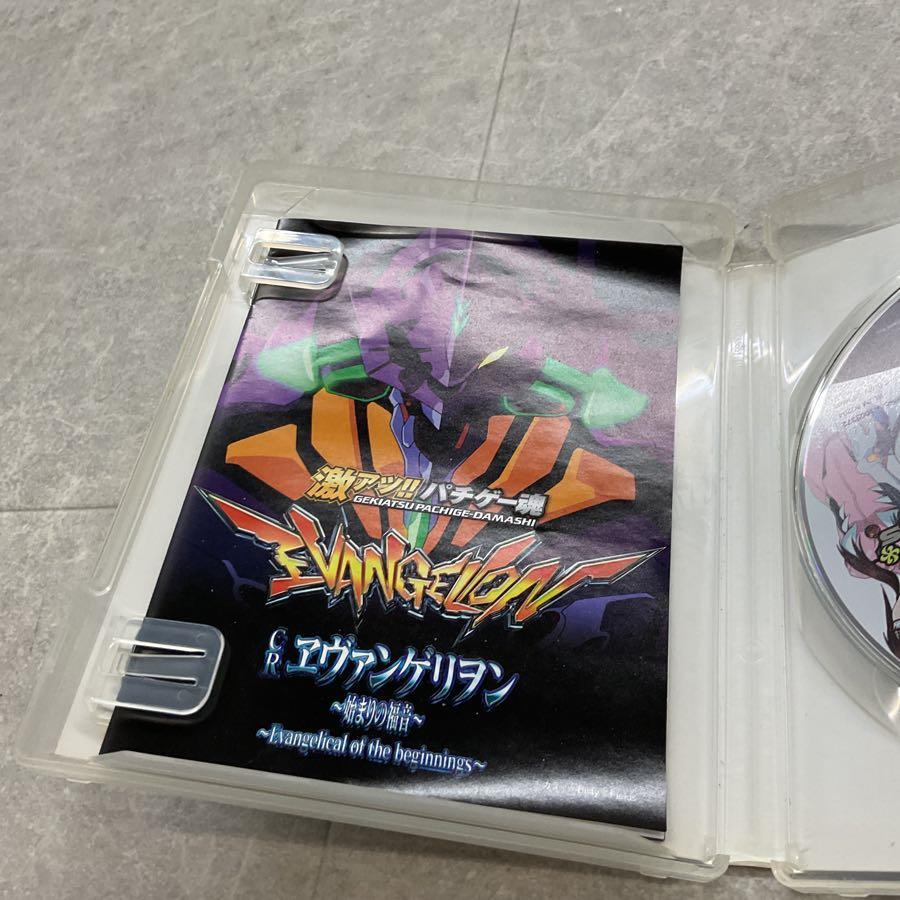 激アツ!! パチゲー魂
GEKIATSU PACHIGE-DAMASHI
EVANGELION
CR ヱヴァンゲリヲン
～始まりの福音～
～Evangelical of the beginnings～